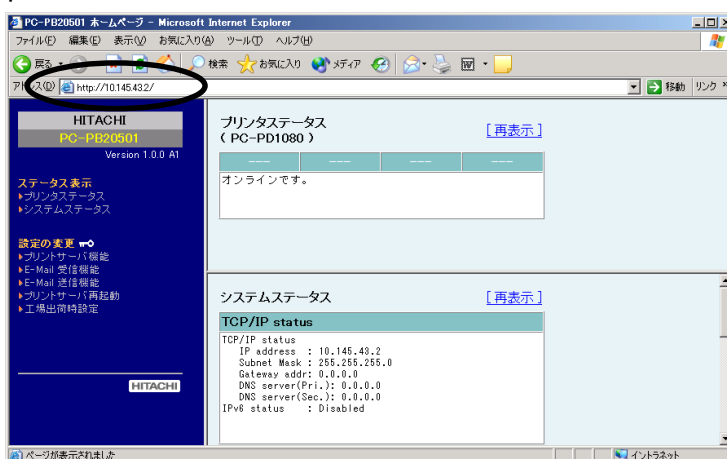 PC-PB20501 ホームページ - Microsoft Internet Explorer
ファイル(F) 編集(E) 表示(V) お気に入り(A) ツール(T) ヘルプ(H)
戻る 検索 お気に入り メディア
アドレス(D) http://10.145.43.2/ 移動 リンク »
HITACHI
PC-PB20501
Version 1.0.0 A1
ステータス表示
プリンタステータス
システムステータス
設定の変更
プリントサーバ機能
E-Mail 受信機能
E-Mail 送信機能
プリントサーバ再起動
工場出荷時設定
HITACHI
プリンタステータス
( PC-PD1080 )
[ 再表示 ]
--- --- --- ---
オンラインです。
システムステータス
[ 再表示 ]
TCP/IP status
TCP/IP status
IP address : 10.145.43.2
Subnet Mask : 255.255.255.0
Gateway addr: 0.0.0.0
DNS server(Pri.): 0.0.0.0
DNS server(Sec.): 0.0.0.0
IPv6 status : Disabled
ページが表示されました イントラネット